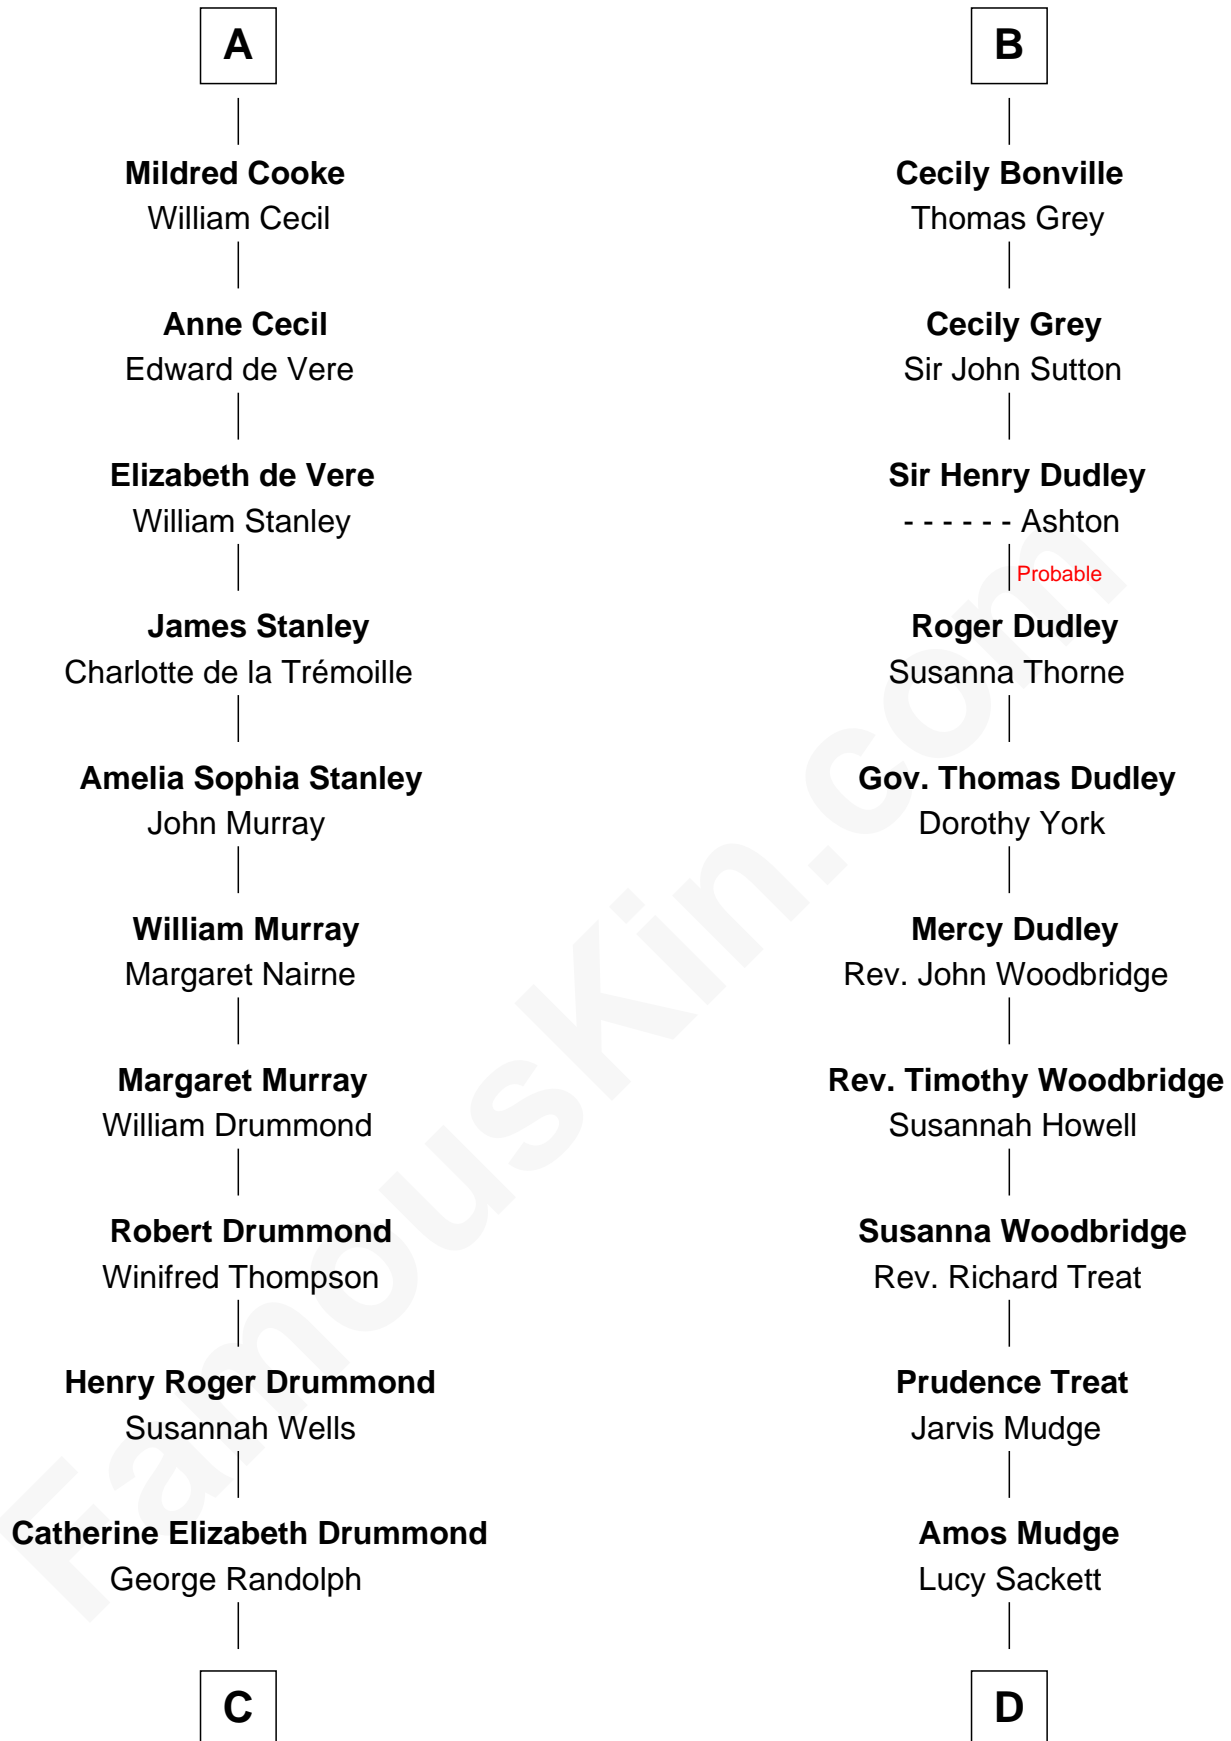 A
Mildred Cooke
William Cecil
Anne Cecil
Edward de Vere
Elizabeth de Vere
William Stanley
James Stanley
Charlotte de la Trémoille
Amelia Sophia Stanley
John Murray
William Murray
Margaret Nairne
Margaret Murray
William Drummond
Robert Drummond
Winifred Thompson
Henry Roger Drummond
Susannah Wells
Catherine Elizabeth Drummond
George Randolph
C
B
Cecily Bonville
Thomas Grey
Cecily Grey
Sir John Sutton
Sir Henry Dudley
- - - - - - Ashton
Probable
Roger Dudley
Susanna Thorne
Gov. Thomas Dudley
Dorothy York
Mercy Dudley
Rev. John Woodbridge
Rev. Timothy Woodbridge
Susannah Howell
Susanna Woodbridge
Rev. Richard Treat
Prudence Treat
Jarvis Mudge
Amos Mudge
Lucy Sackett
D
FamousKin.com